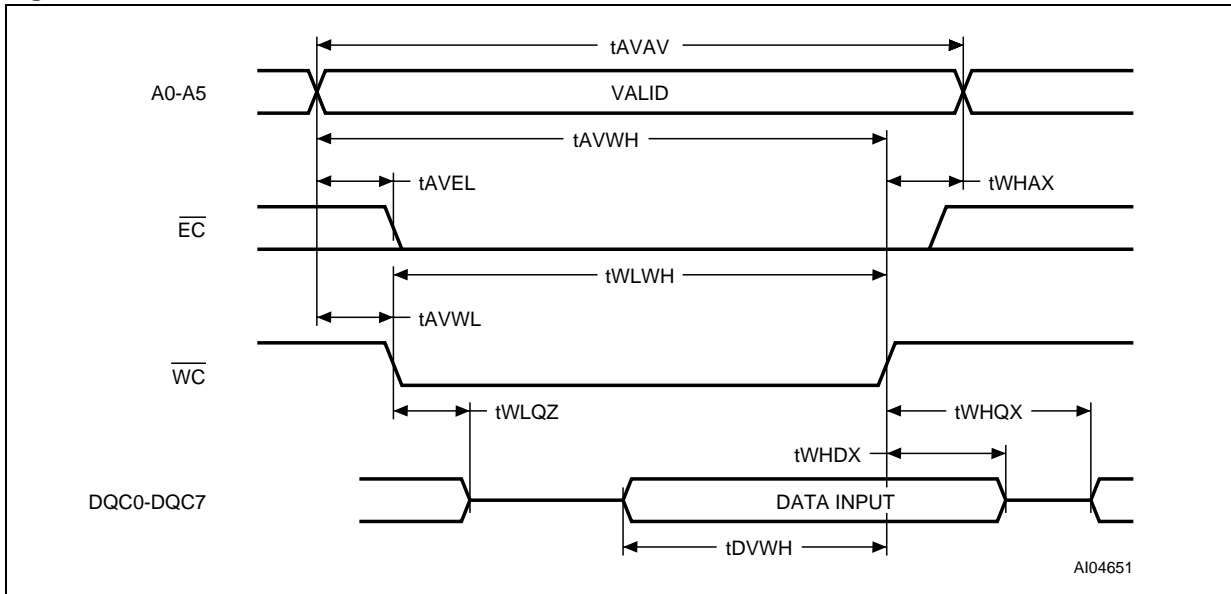 tAVAV
A0-A5
VALID
tAVWH
tAVEL
tWHAX
EC
tWLWH
tAVWL
WC
tWLQZ
tWHQX
tWHDX
DQC0-DQC7
DATA INPUT
tDVWH
AI04651